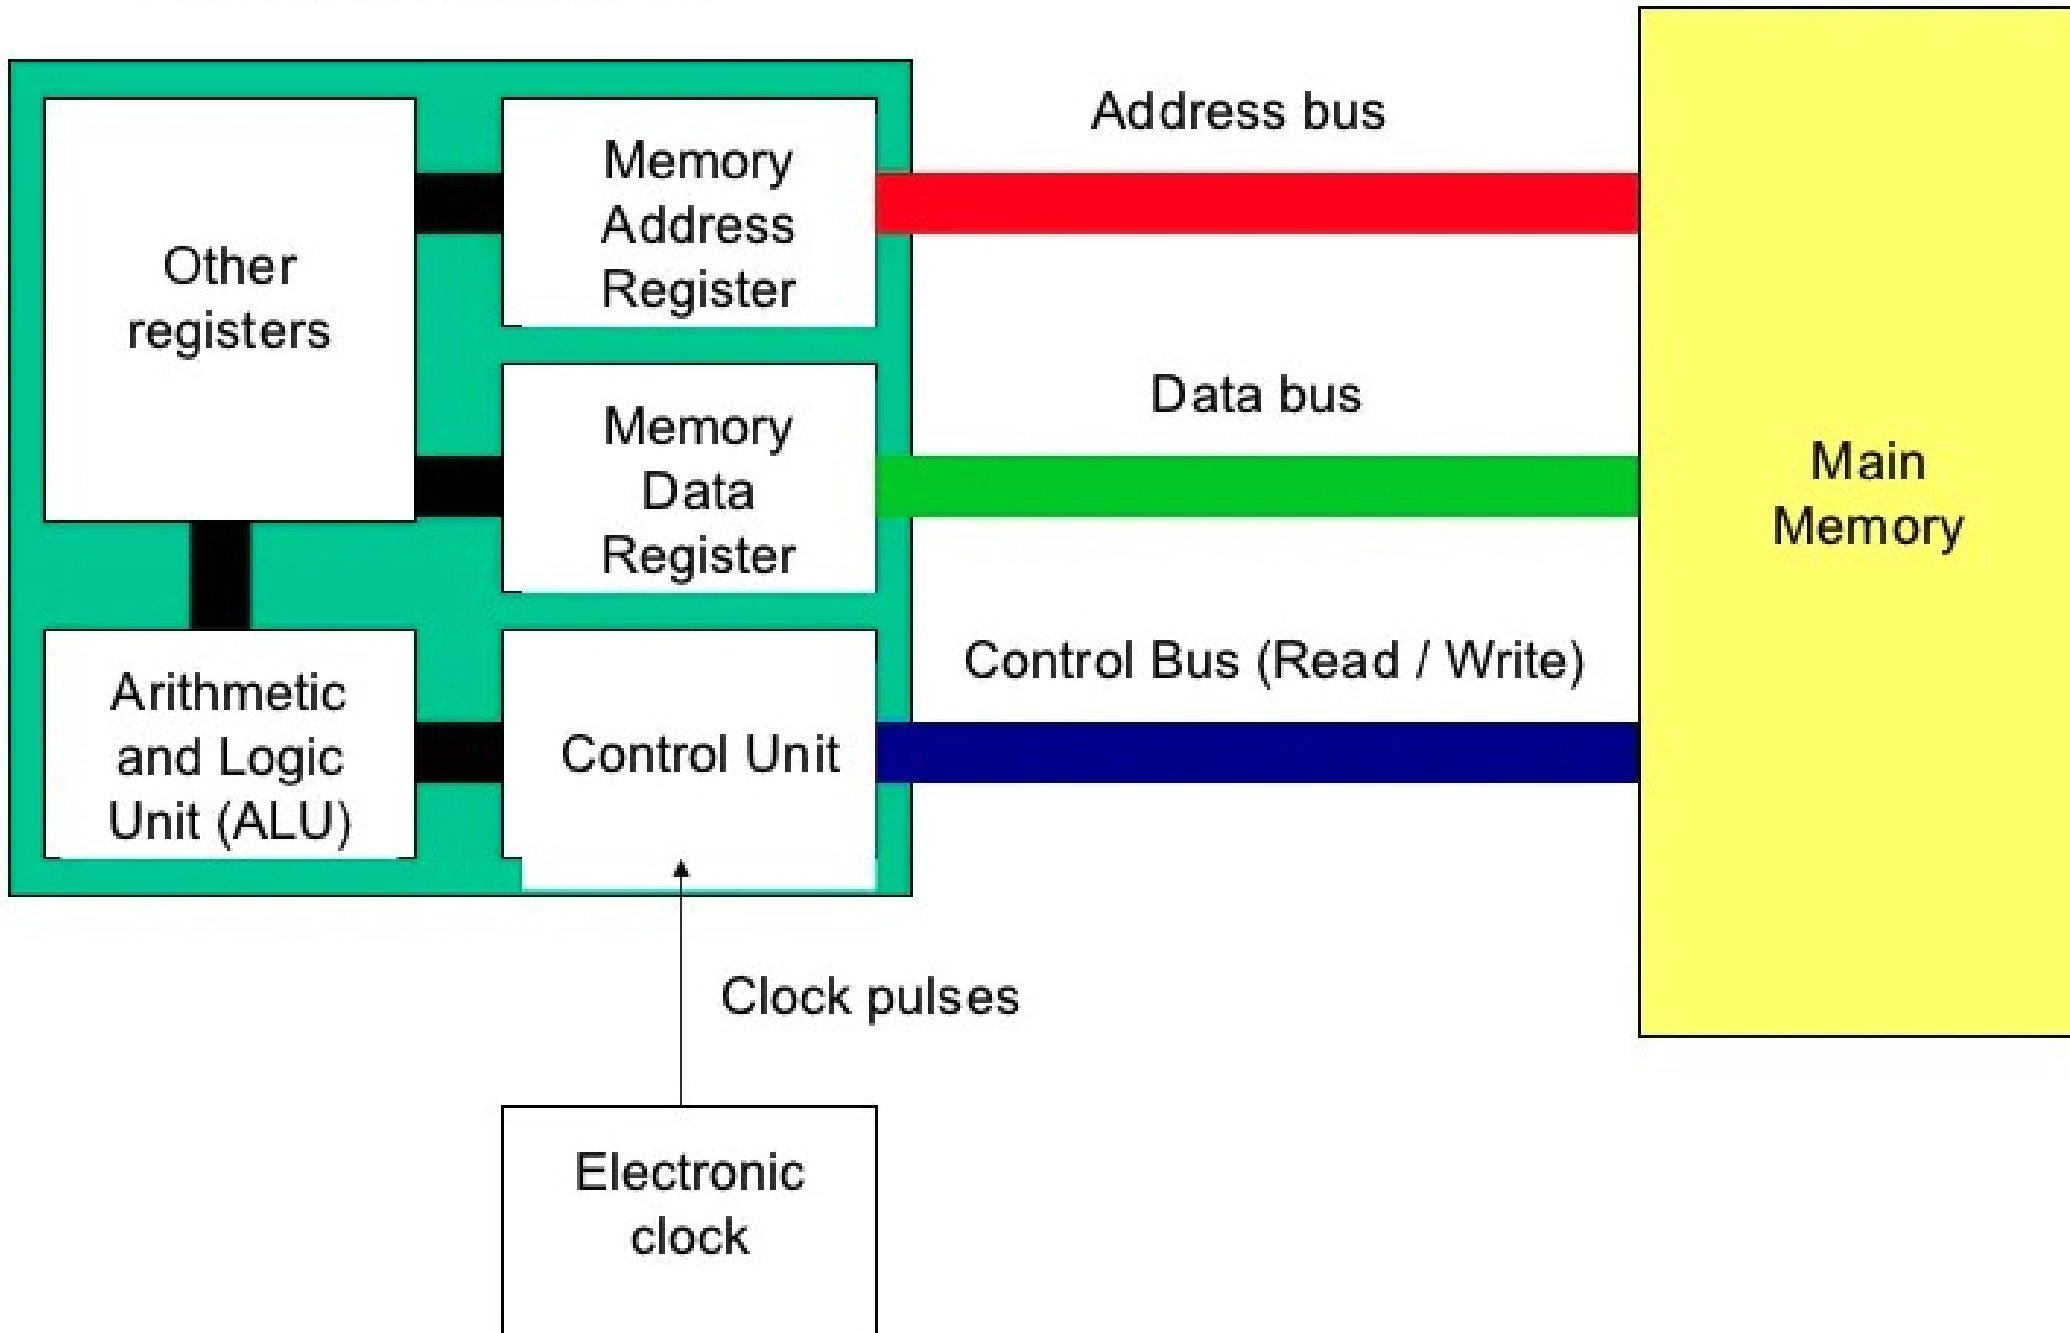 Address bus
Memory
Address
Register
Other
registers
Data bus
Memory
Data
Register
Main
Memory
Control Bus (Read / Write)
Arithmetic
and Logic
Unit (ALU)
Control Unit
Clock pulses
Electronic
clock